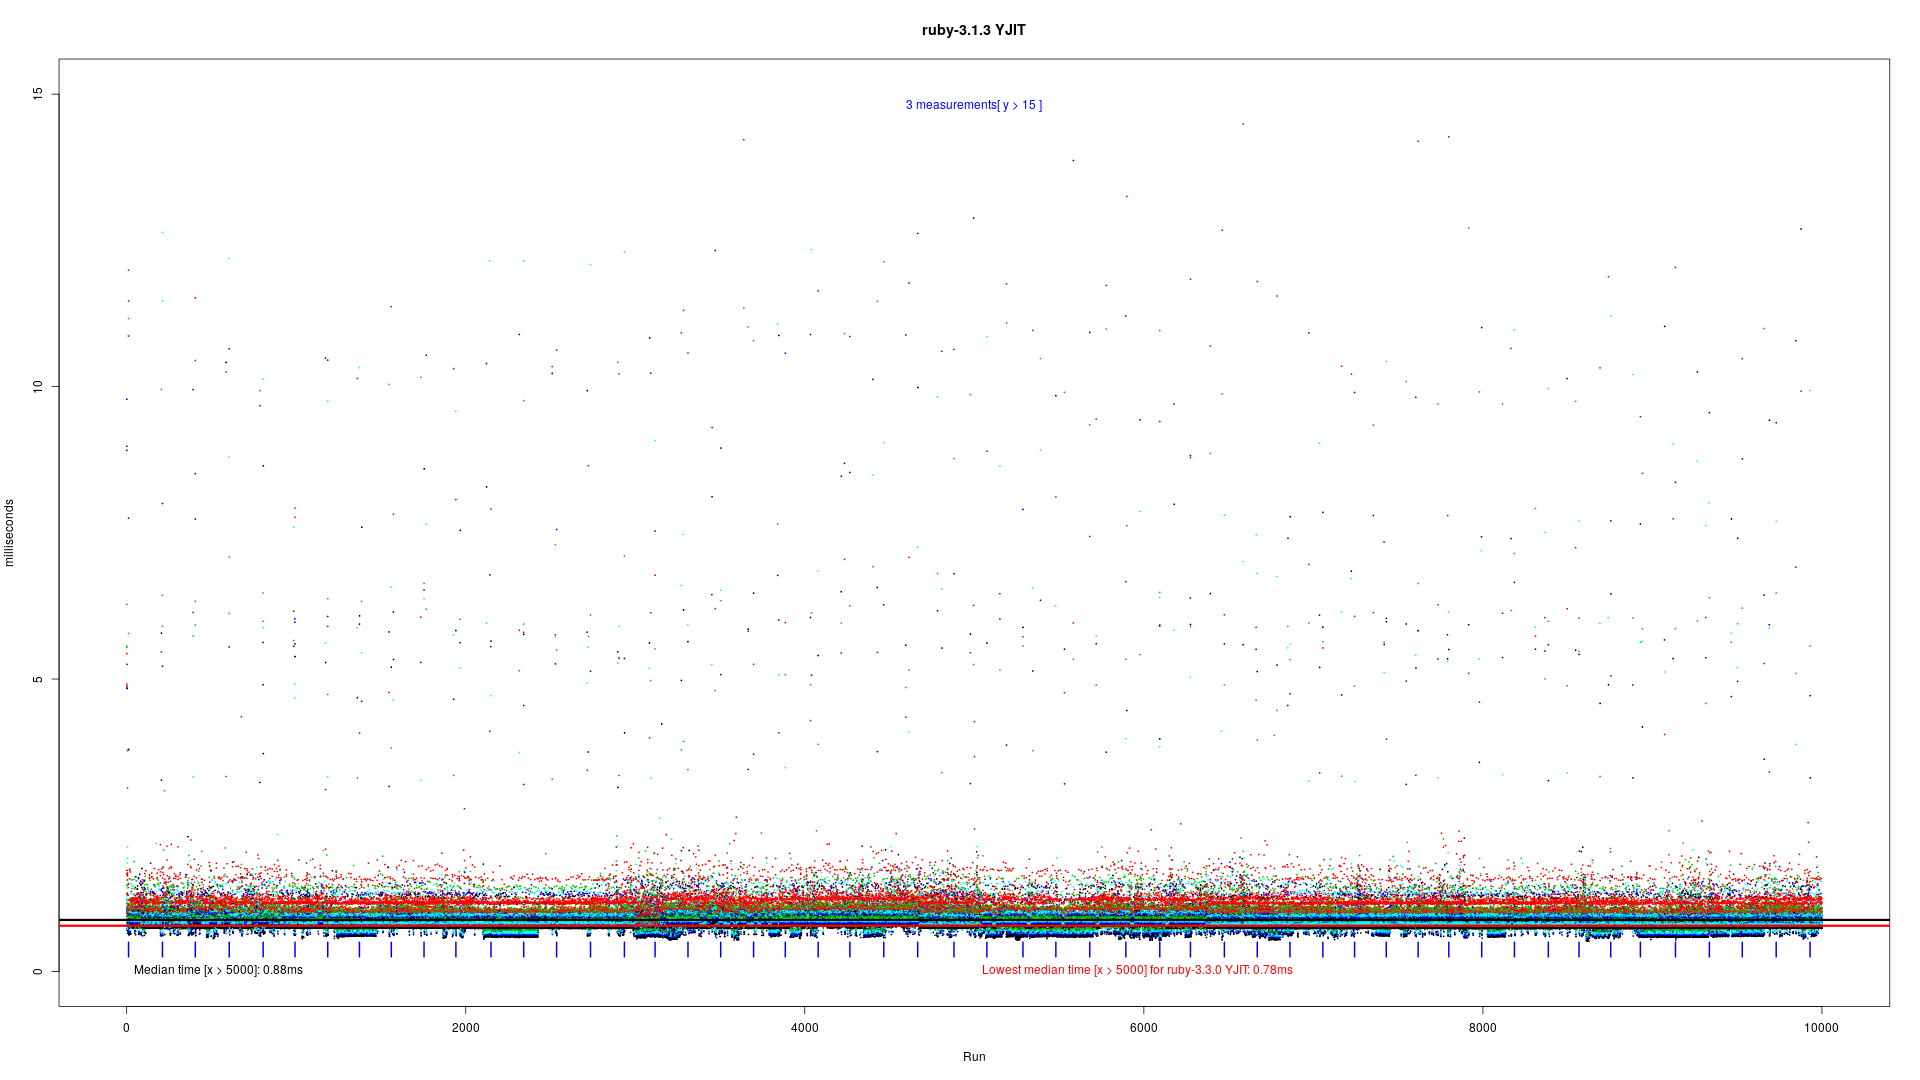 ruby-3.1.3 YJIT
3 measurements[ y > 15 ]
15
10
5
0
milliseconds
Median time [x > 5000]: 0.88ms
Lowest median time [x > 5000] for ruby-3.3.0 YJIT: 0.78ms
0 2000 4000 6000 8000 10000
Run